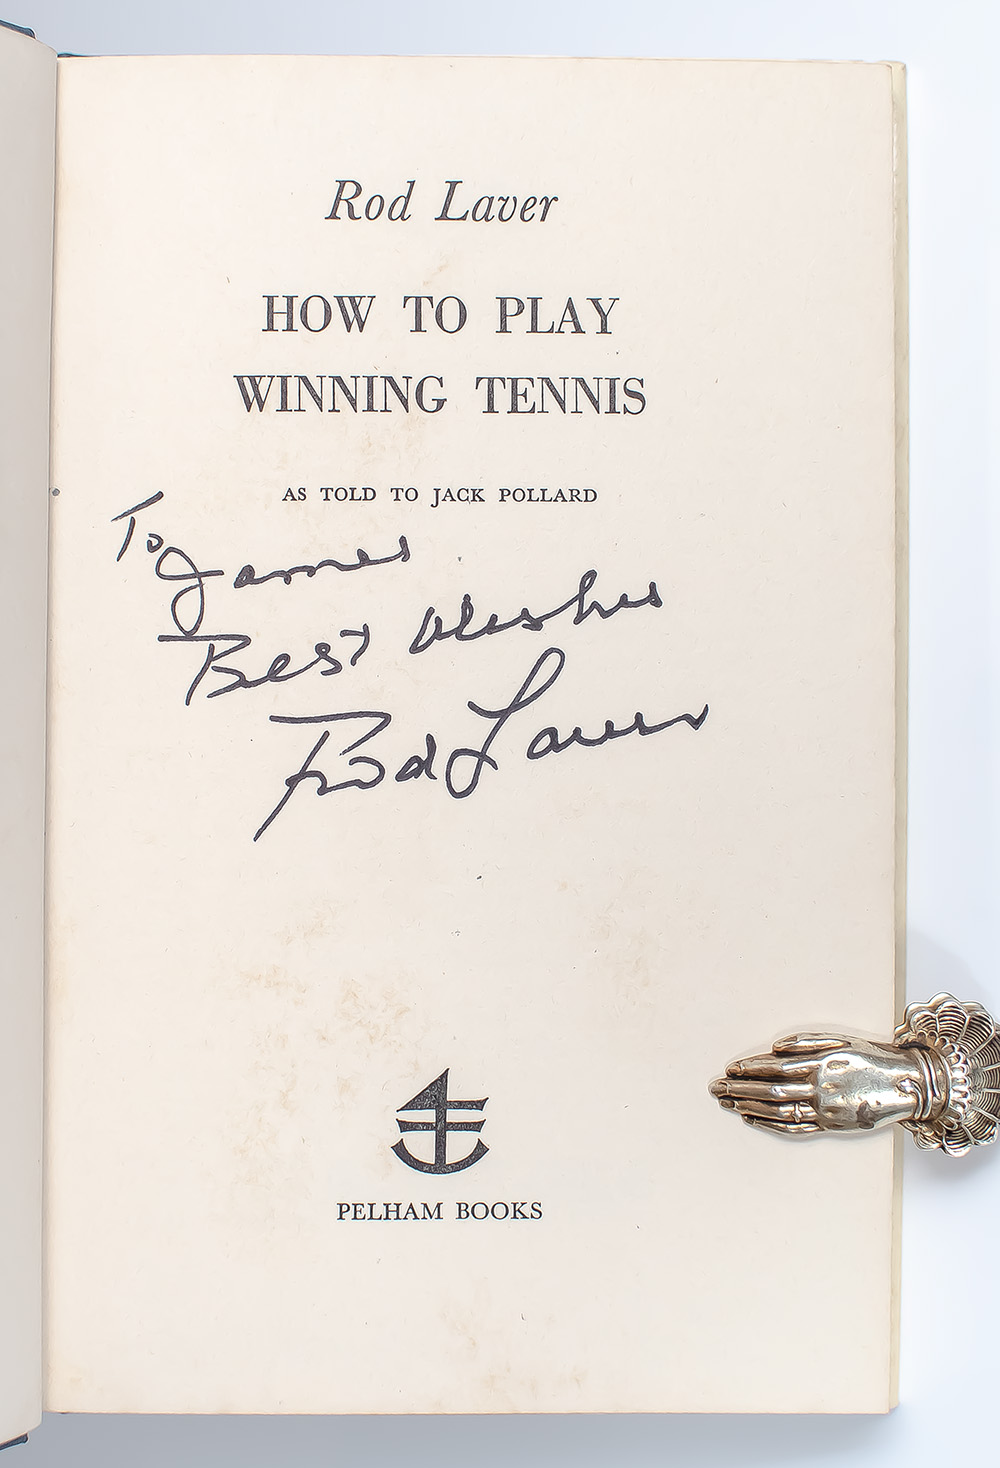 Rod Laver
HOW TO PLAY
WINNING TENNIS
AS TOLD TO JACK POLLARD
To James
Best Wishes
Rod Laver
PELHAM BOOKS